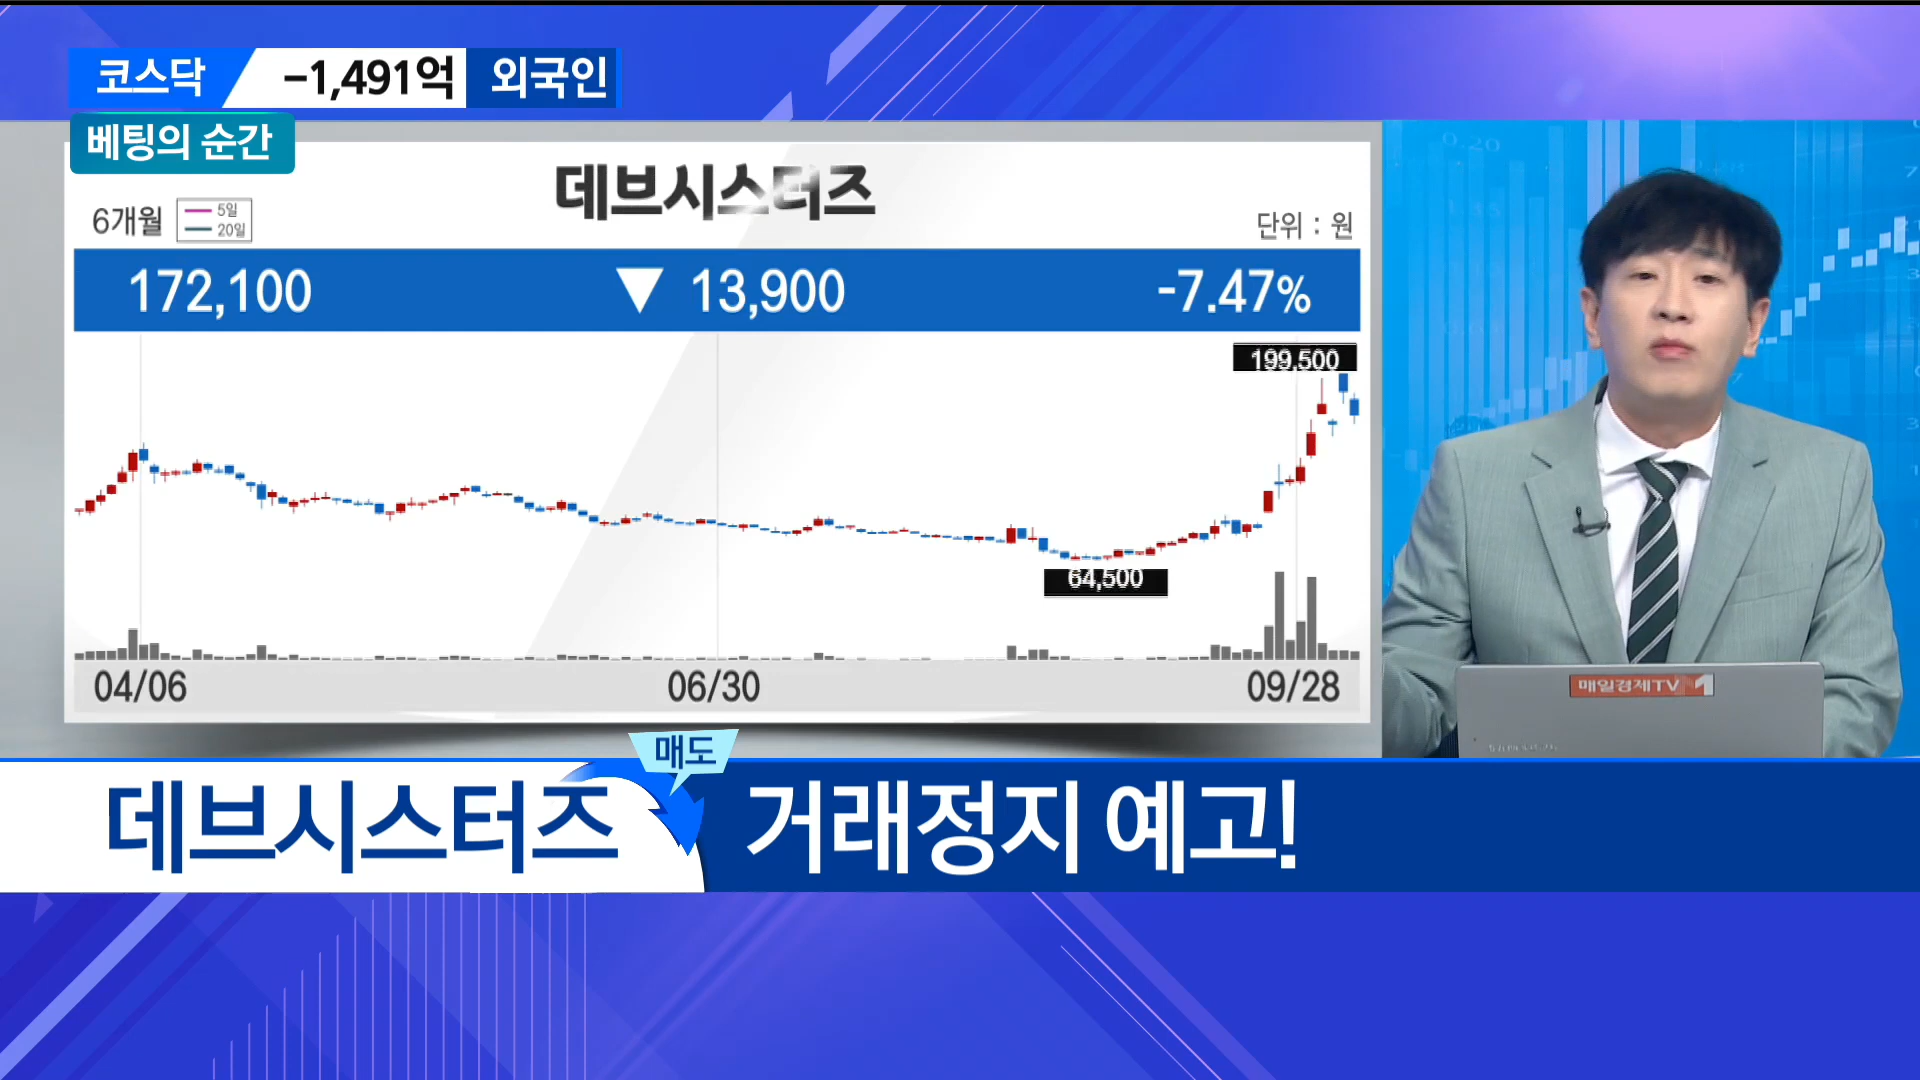 코스닥 -1,491억 외국인
베팅의 순간
데브시스터즈
6개월 5일
20일
단위 : 원
172,100 ▼ 13,900 -7.47%
199,500
64,500
04/06 06/30 09/28
매일경제TV 1
매도
데브시스터즈 거래정지 예고!